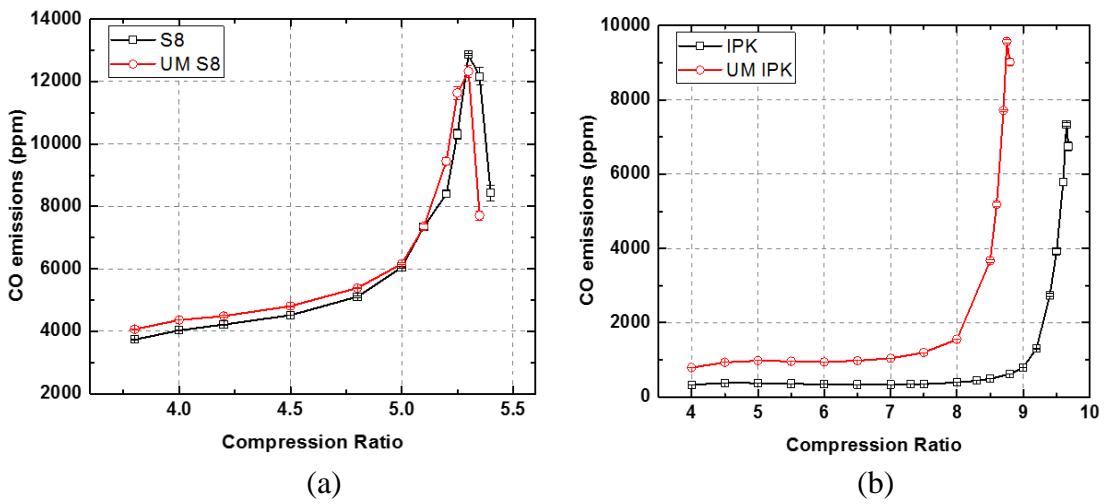 14000
12000
10000
8000
6000
4000
2000
4.0 4.5 5.0 5.5
CO emissions (ppm)
Compression Ratio
S8
UM S8
(a)
10000
8000
6000
4000
2000
0
4 5 6 7 8 9 10
CO emissions (ppm)
Compression Ratio
IPK
UM IPK
(b)